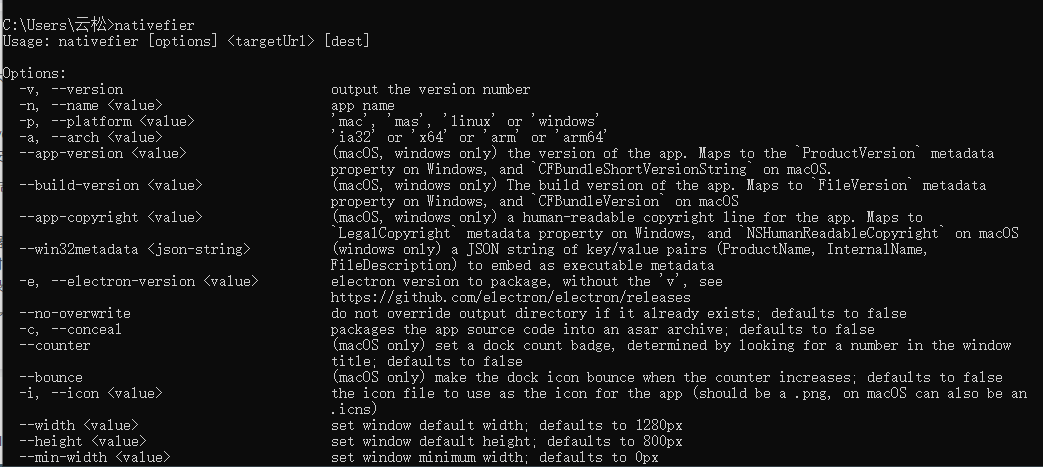 C:\Users\云松>nativefier
Usage: nativefier [options] <targetUrl> [dest]
Options:
-v, --version output the version number
-n, --name <value> app name
-p, --platform <value> 'mac', 'mas', 'linux' or 'windows'
-a, --arch <value> 'ia32' or 'x64' or 'arm' or 'arm64'
--app-version <value> (macOS, windows only) the version of the app. Maps to the `ProductVersion` metadata
property on Windows, and `CFBundleShortVersionString` on macOS.
--build-version <value> (macOS, windows only) The build version of the app. Maps to `FileVersion` metadata
property on Windows, and `CFBundleVersion` on macOS
--app-copyright <value> (macOS, windows only) a human-readable copyright line for the app. Maps to
`LegalCopyright` metadata property on Windows, and `NSHumanReadableCopyright` on macOS
--win32metadata <json-string> (windows only) a JSON string of key/value pairs (ProductName, InternalName,
FileDescription) to embed as executable metadata
-e, --electron-version <value> electron version to package, without the 'v', see
https://github.com/electron/electron/releases
--no-overwrite do not override output directory if it already exists; defaults to false
-c, --conceal packages the app source code into an asar archive; defaults to false
--counter (macOS only) set a dock count badge, determined by looking for a number in the window
title; defaults to false
--bounce (macOS only) make the dock icon bounce when the counter increases; defaults to false
-i, --icon <value> the icon file to use as the icon for the app (should be a .png, on macOS can also be an
.icns)
--width <value> set window default width; defaults to 1280px
--height <value> set window default height; defaults to 800px
--min-width <value> set window minimum width; defaults to 0px